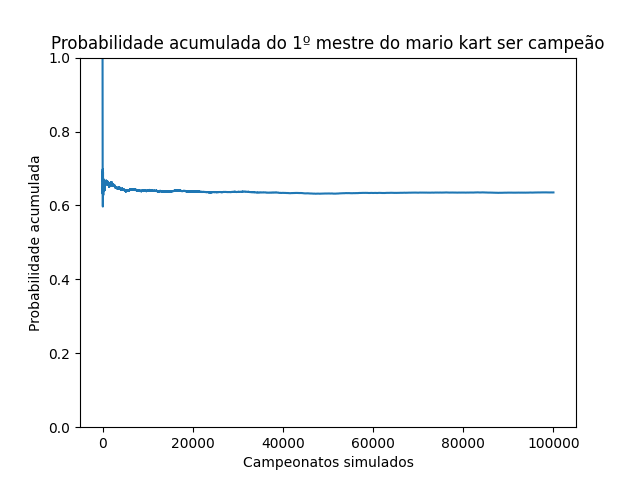 Probabilidade acumulada do 1º mestre do mario kart ser campeão
1.0
0.8
0.6
0.4
0.2
0.0
Probabilidade acumulada
0 20000 40000 60000 80000 100000
Campeonatos simulados